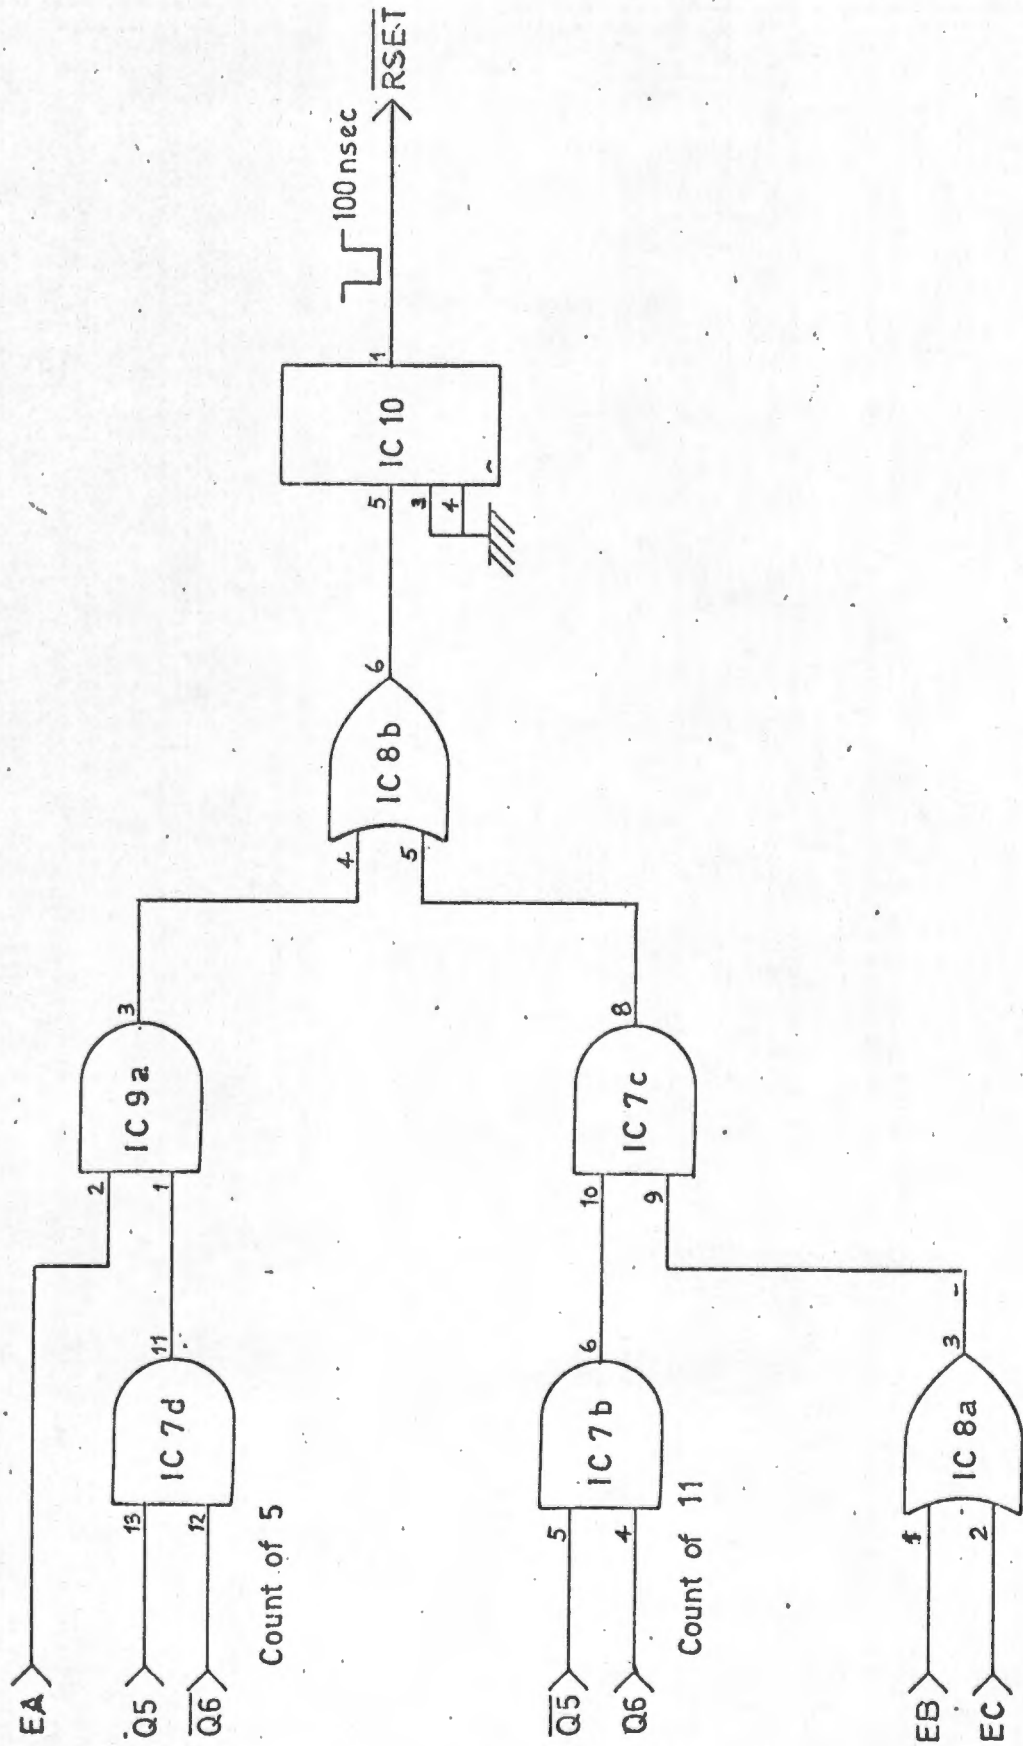 EA
2
1
IC 9a
3
Q5
13
Q6
12
IC 7d
11
Count of 5
4
5
IC 8b
6
5
3
4
IC 10
1
100 nsec
RSET
Q5
5
Q6
4
IC 7b
6
Count of 11
10
9
IC 7c
8
EB
1
EC
2
IC 8a
3